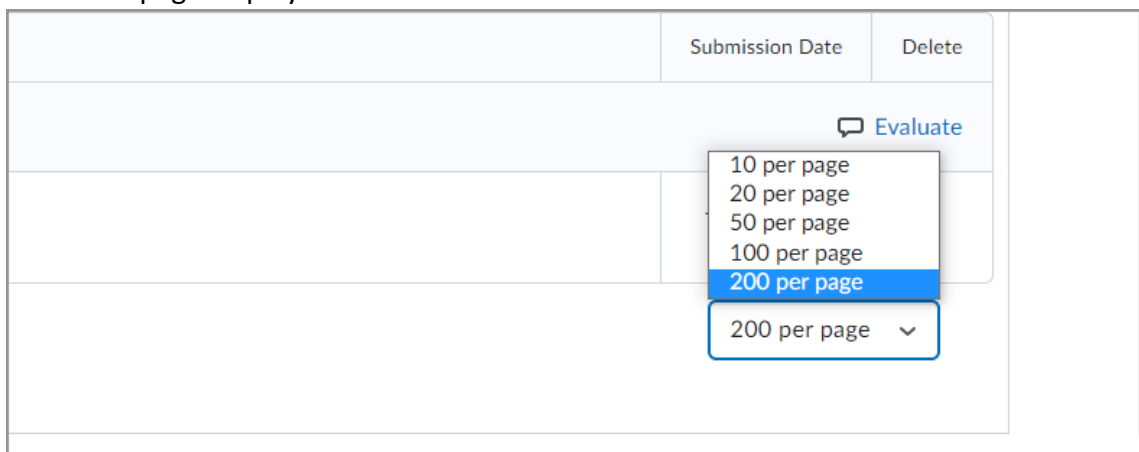 Submission Date Delete
Evaluate
10 per page
20 per page
50 per page
100 per page
200 per page
200 per page